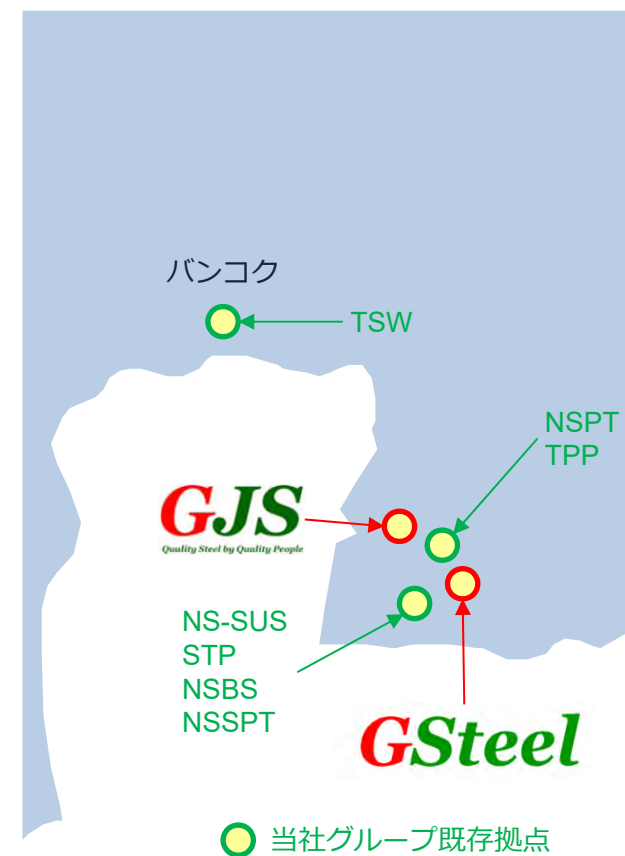 バンコク
TSW
NSPT
TPP
GJS
Quality Steel by Quality People
NS-SUS
STP
NSBS
NSSPT
GSteel
当社グループ既存拠点